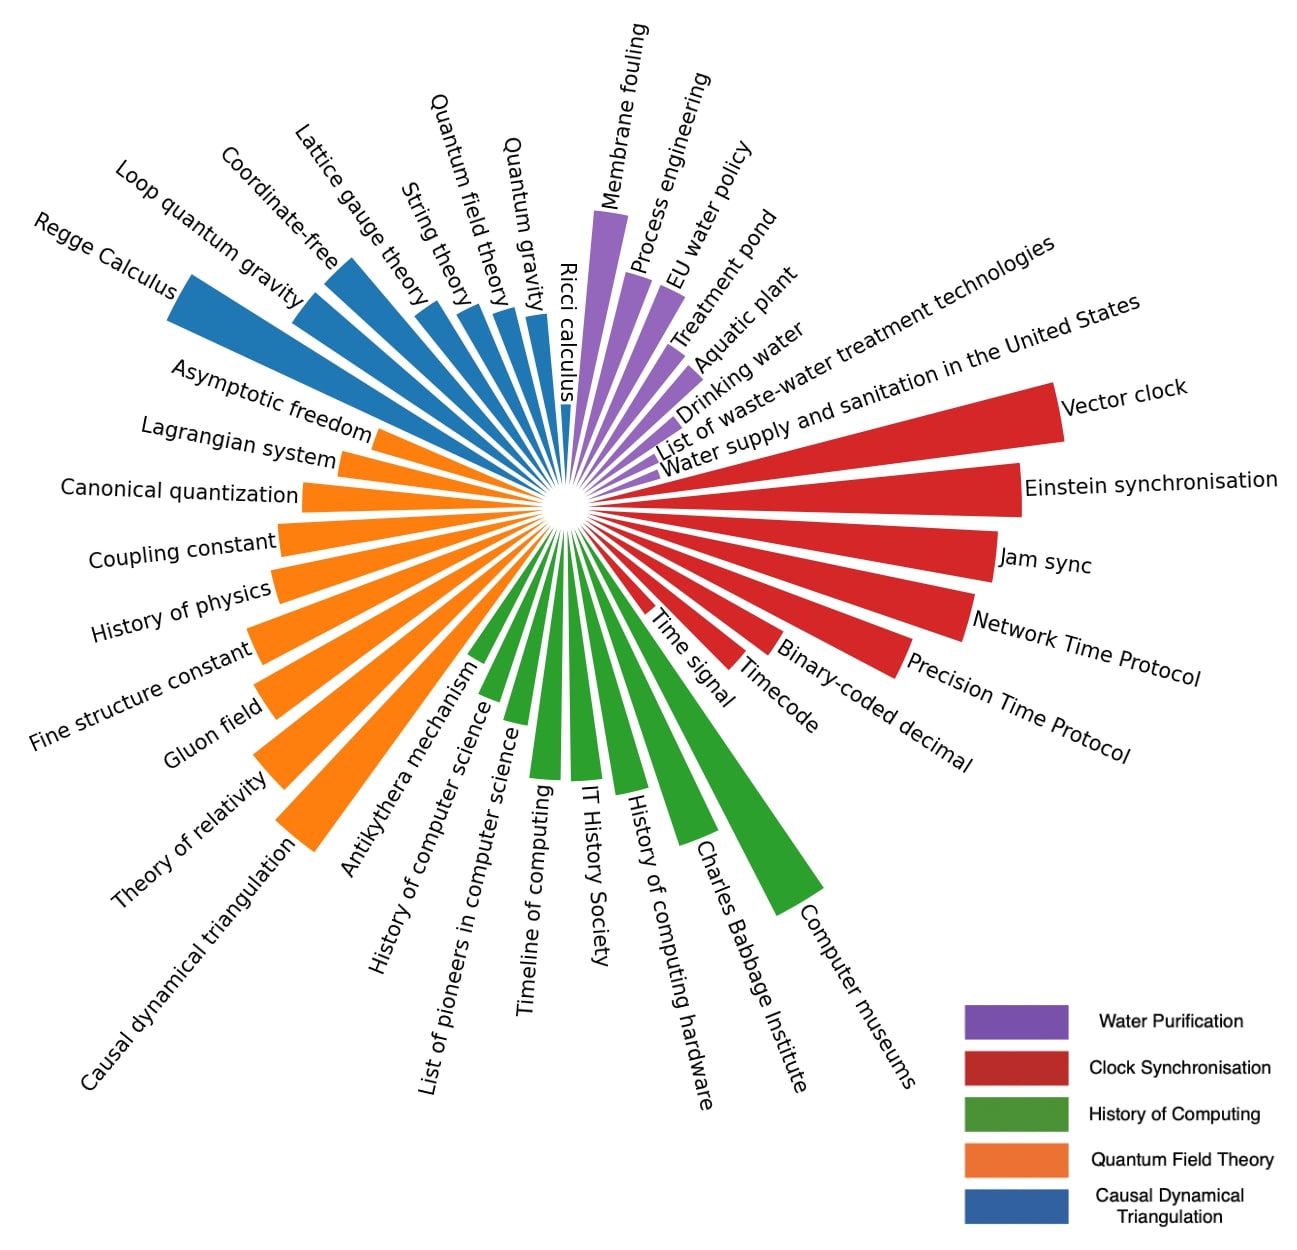 Membrane fouling
Process engineering
EU water policy
Treatment pond
Aquatic plant
Drinking water
List of waste-water treatment technologies
Water supply and sanitation in the United States
Vector clock
Einstein synchronisation
Jam sync
Network Time Protocol
Precision Time Protocol
Binary-coded decimal
Timecode
Time signal
Computer museums
Charles Babbage Institute
History of computing hardware
IT History Society
Timeline of computing
List of pioneers in computer science
History of computer science
Antikythera mechanism
Causal dynamical triangulation
Theory of relativity
Gluon field
Fine structure constant
History of physics
Coupling constant
Canonical quantization
Lagrangian system
Asymptotic freedom
Regge Calculus
Loop quantum gravity
Coordinate-free
Lattice gauge theory
String theory
Quantum field theory
Quantum gravity
Ricci calculus
Water Purification
Clock Synchronisation
History of Computing
Quantum Field Theory
Causal Dynamical
Triangulation